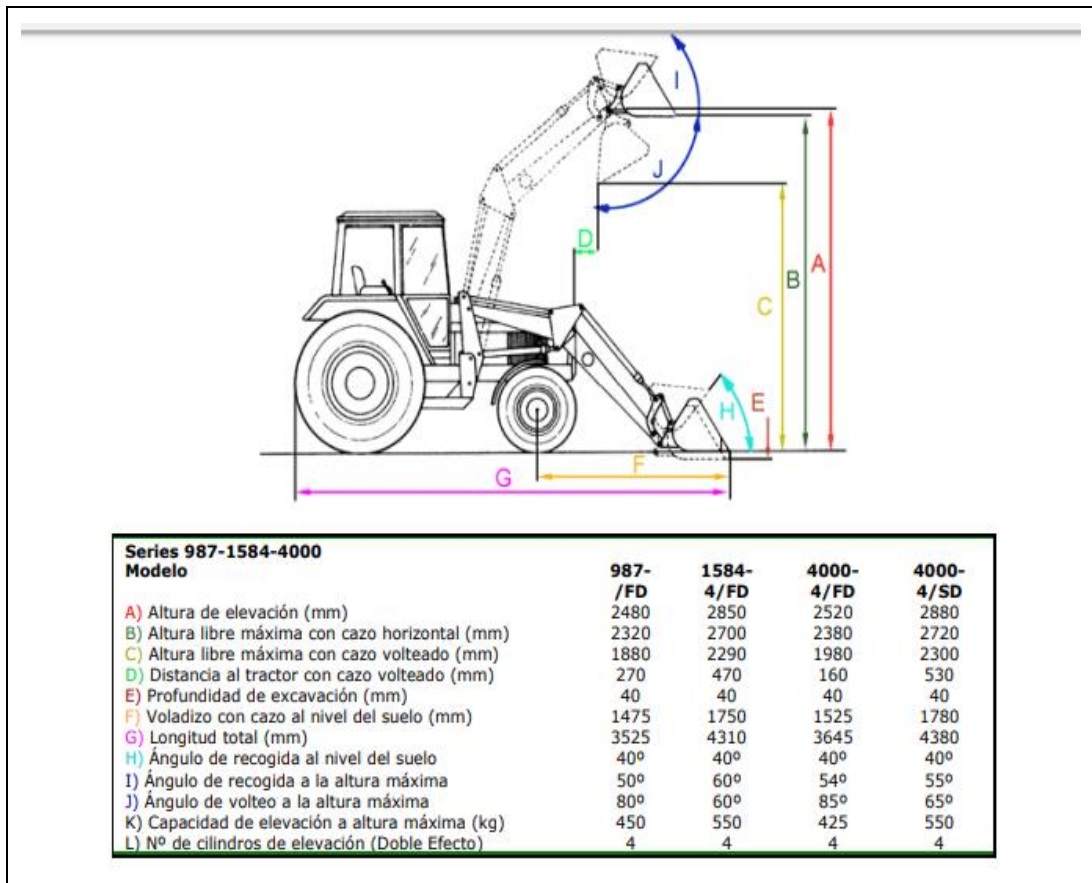 I
J
D
B
A
C
H
E
F
G
Series 987-1584-4000
Modelo 987-/FD 1584-4/FD 4000-4/FD 4000-4/SD
A) Altura de elevación (mm) 2480 2850 2520 2880
B) Altura libre máxima con cazo horizontal (mm) 2320 2700 2380 2720
C) Altura libre máxima con cazo volteado (mm) 1880 2290 1980 2300
D) Distancia al tractor con cazo volteado (mm) 270 470 160 530
E) Profundidad de excavación (mm) 40 40 40 40
F) Voladizo con cazo al nivel del suelo (mm) 1475 1750 1525 1780
G) Longitud total (mm) 3525 4310 3645 4380
H) Ángulo de recogida al nivel del suelo 40º 40º 40º 40º
I) Ángulo de recogida a la altura máxima 50º 60º 54º 55º
J) Ángulo de volteo a la altura máxima 80º 60º 85º 65º
K) Capacidad de elevación a altura máxima (kg) 450 550 425 550
L) Nº de cilindros de elevación (Doble Efecto) 4 4 4 4